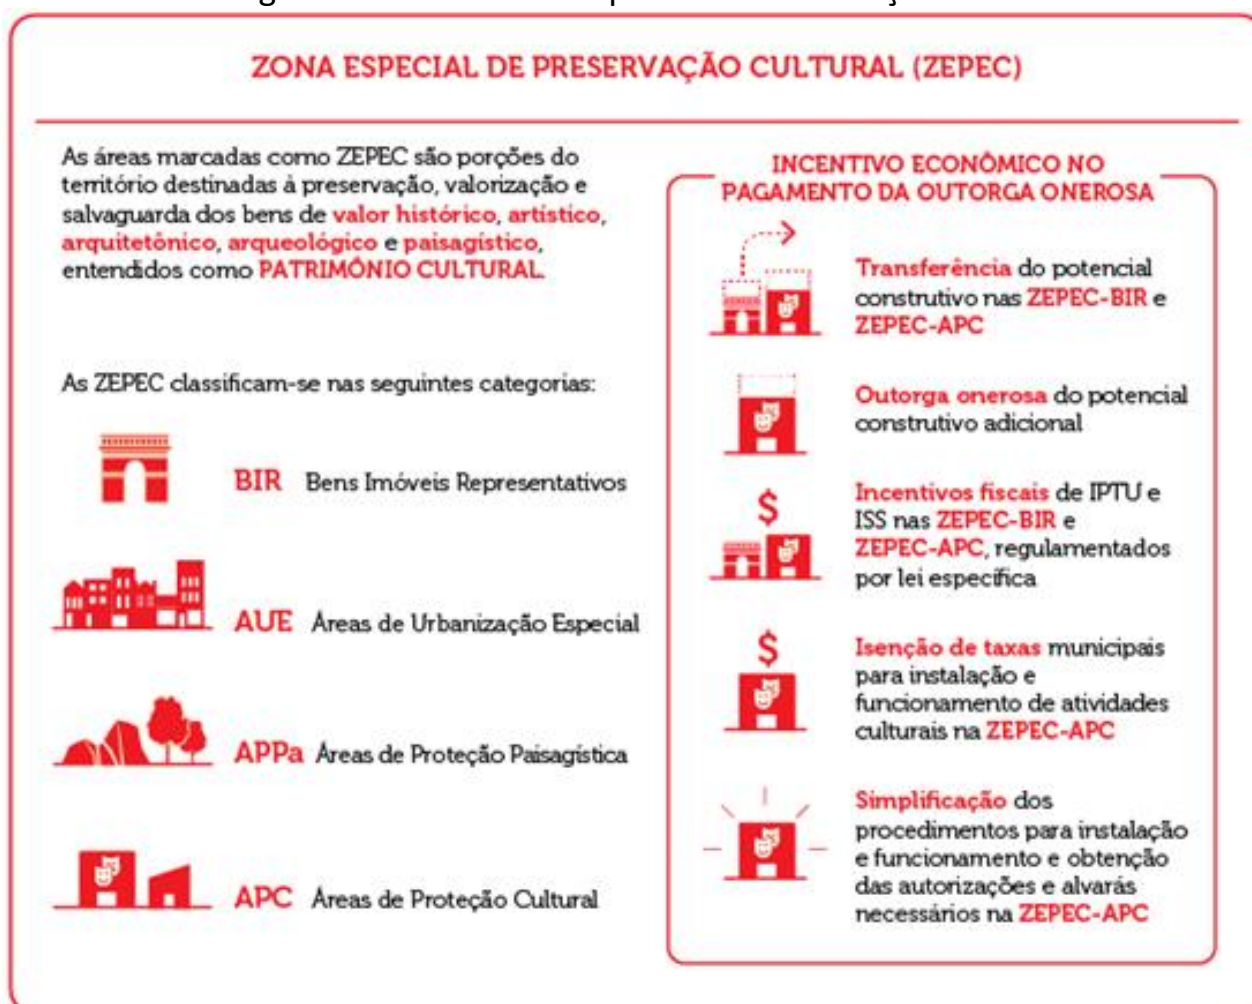 ZONA ESPECIAL DE PRESERVAÇÃO CULTURAL (ZEPEC)
As áreas marcadas como ZEPEC são porções do
território destinadas à preservação, valorização e
salvaguarda dos bens de valor histórico, artístico,
arquitetônico, arqueológico e paisagístico,
entendidos como PATRIMÔNIO CULTURAL
As ZEPEC classificam-se nas seguintes categorias:
BIR Bens Imóveis Representativos
AUE Áreas de Urbanização Especial
APPa Áreas de Proteção Paisagística
APC Áreas de Proteção Cultural
INCENTIVO ECONÔMICO NO
PAGAMENTO DA OUTORGA ONEROSA
Transferência do potencial
construtivo nas ZEPEC-BIR e
ZEPEC-APC
Outorga onerosa do potencial
construtivo adicional
$
Incentivos fiscais de IPTU e
ISS nas ZEPEC-BIR e
ZEPEC-APC, regulamentados
por lei específica
$
Isenção de taxas municipais
para instalação e
funcionamento de atividades
culturais na ZEPEC-APC
Simplificação dos
procedimentos para instalação
e funcionamento e obtenção
das autorizações e alvarás
necessários na ZEPEC-APC